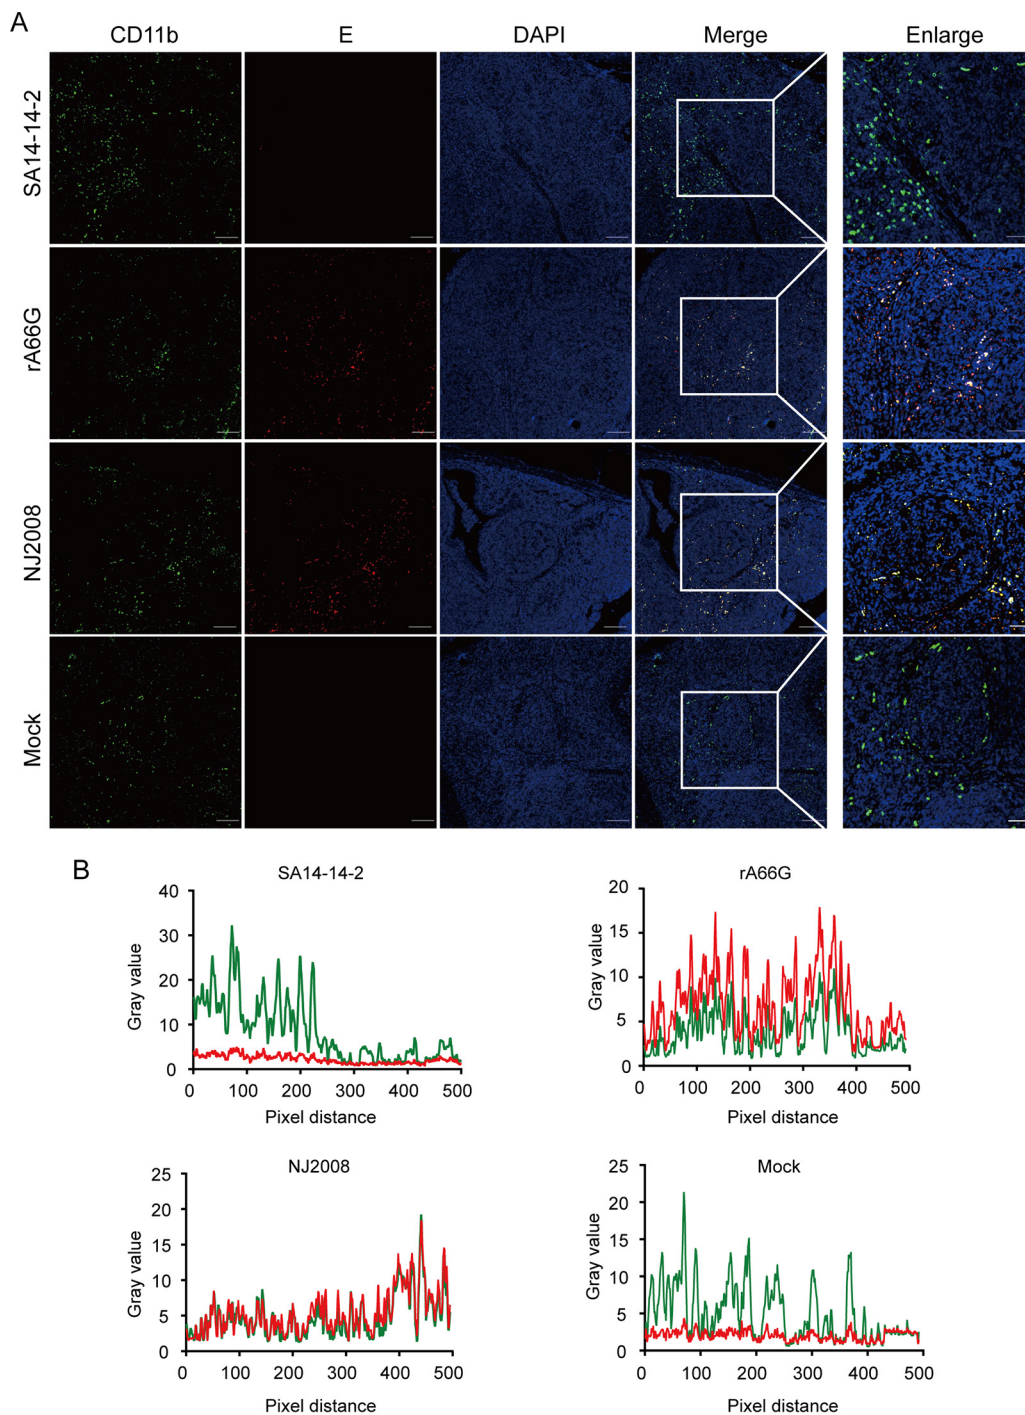 A
CD11b E DAPI Merge Enlarge
SA14-14-2
rA66G
NJ2008
Mock
B
SA14-14-2
Gray value
40
30
20
10
0
0 100 200 300 400 500
Pixel distance
rA66G
Gray value
20
15
10
5
0
0 100 200 300 400 500
Pixel distance
NJ2008
Gray value
25
20
15
10
5
0
0 100 200 300 400 500
Pixel distance
Mock
Gray value
25
20
15
10
5
0
0 100 200 300 400 500
Pixel distance